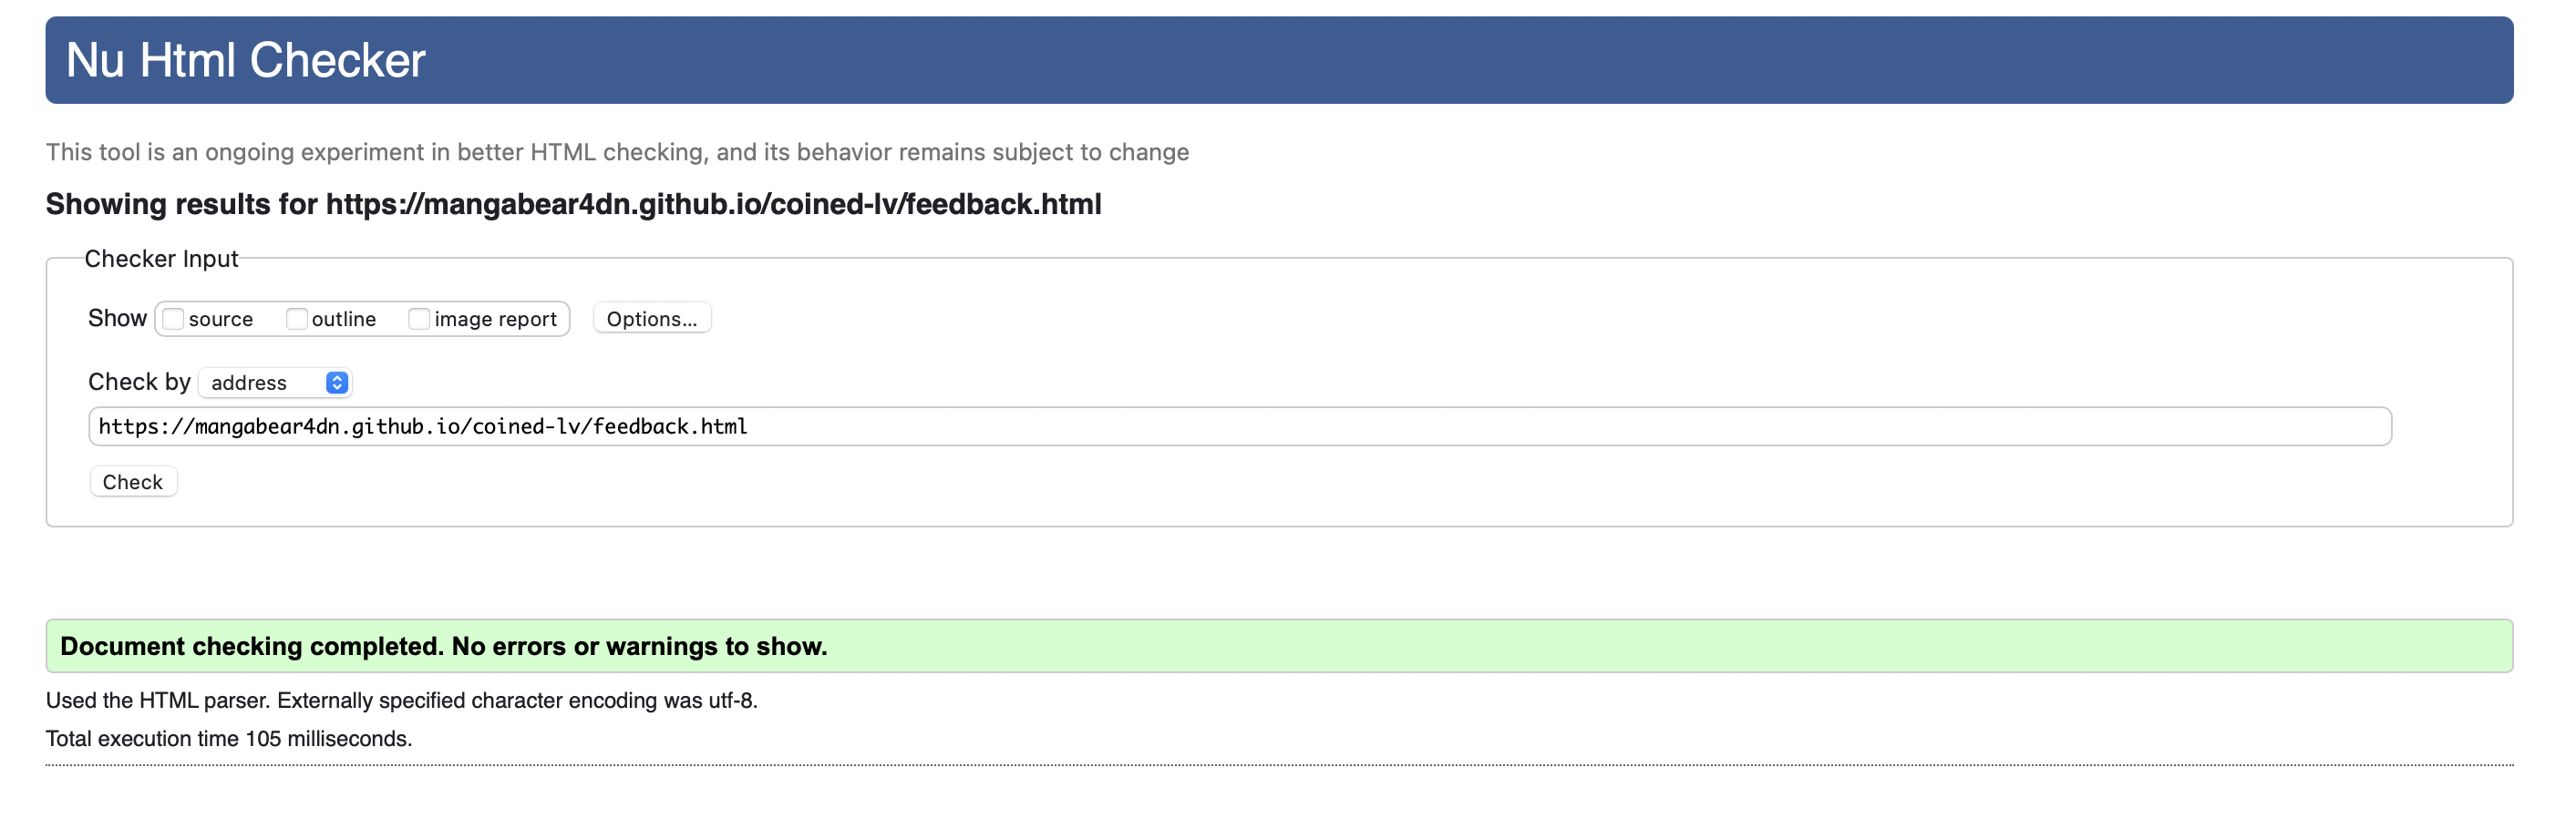 Nu Html Checker
This tool is an ongoing experiment in better HTML checking, and its behavior remains subject to change
Showing results for https://mangabear4dn.github.io/coined-lv/feedback.html
Checker Input
Show source outline image report Options...
Check by address
https://mangabear4dn.github.io/coined-lv/feedback.html
Check
Document checking completed. No errors or warnings to show.
Used the HTML parser. Externally specified character encoding was utf-8.
Total execution time 105 milliseconds.